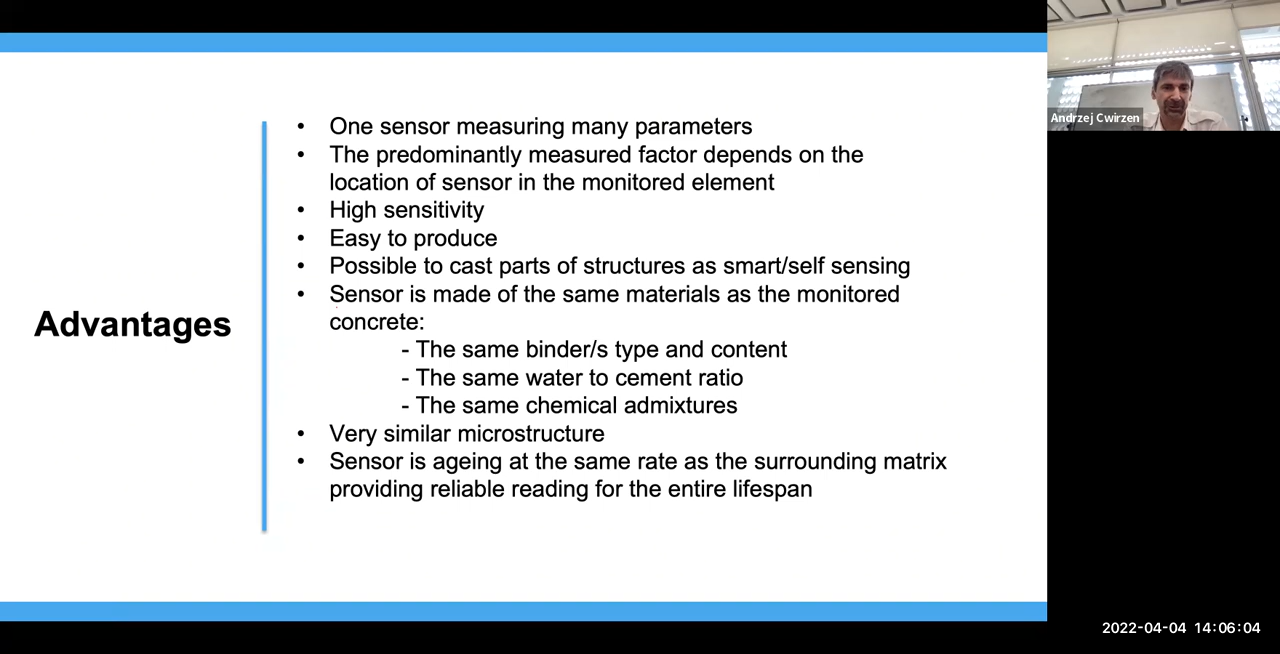 Advantages
• One sensor measuring many parameters
• The predominantly measured factor depends on the
location of sensor in the monitored element
• High sensitivity
• Easy to produce
• Possible to cast parts of structures as smart/self sensing
• Sensor is made of the same materials as the monitored
concrete:
- The same binder/s type and content
- The same water to cement ratio
- The same chemical admixtures
• Very similar microstructure
• Sensor is ageing at the same rate as the surrounding matrix
providing reliable reading for the entire lifespan
Andrzej Cwirzen
2022-04-04 14:06:04